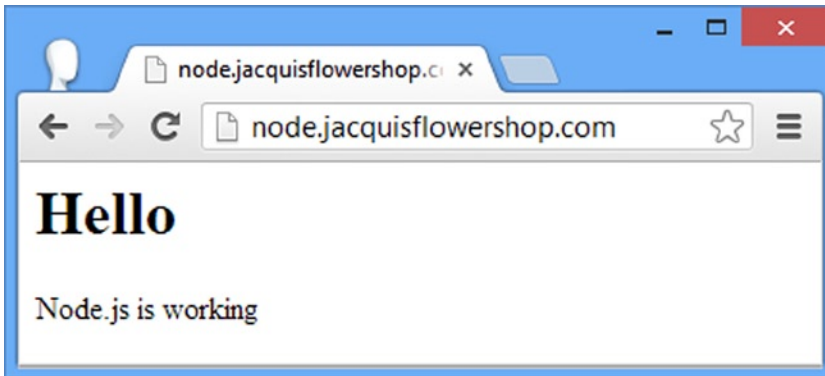 node.jacquisflowershop.c
node.jacquisflowershop.com
Hello
Node.js is working